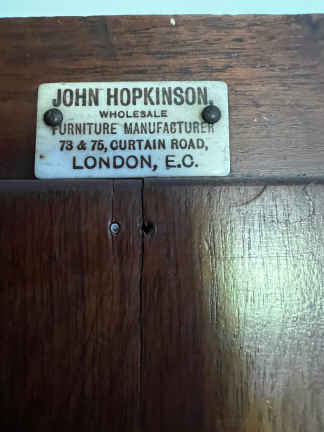 JOHN HOPKINSON,
WHOLESALE
FURNITURE MANUFACTURER
73 & 75, CURTAIN ROAD,
LONDON, E.C.